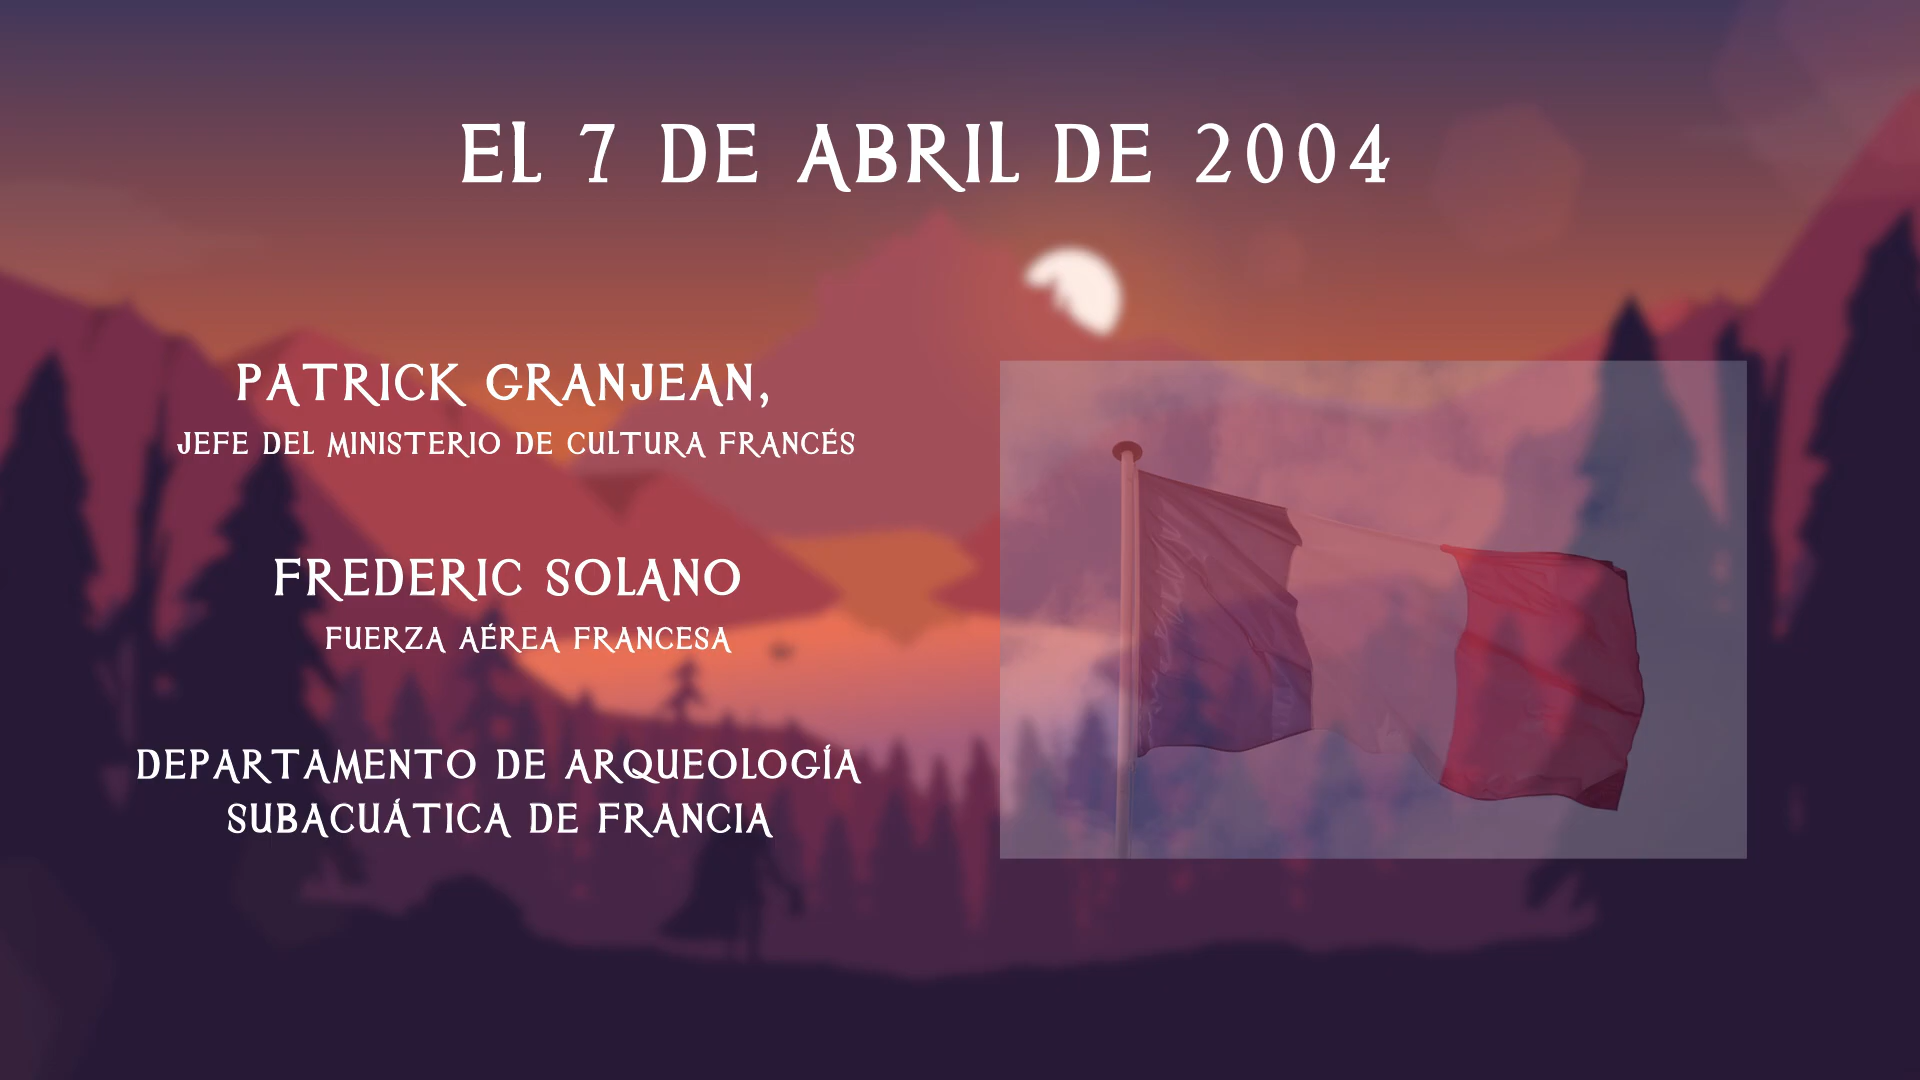 EL 7 DE ABRIL DE 2004
PATRICK GRANJEAN,
JEFE DEL MINISTERIO DE CULTURA FRANCÉS
FREDERIC SOLANO
FUERZA AÉREA FRANCESA
DEPARTAMENTO DE ARQUEOLOGÍA
SUBACUÁTICA DE FRANCIA